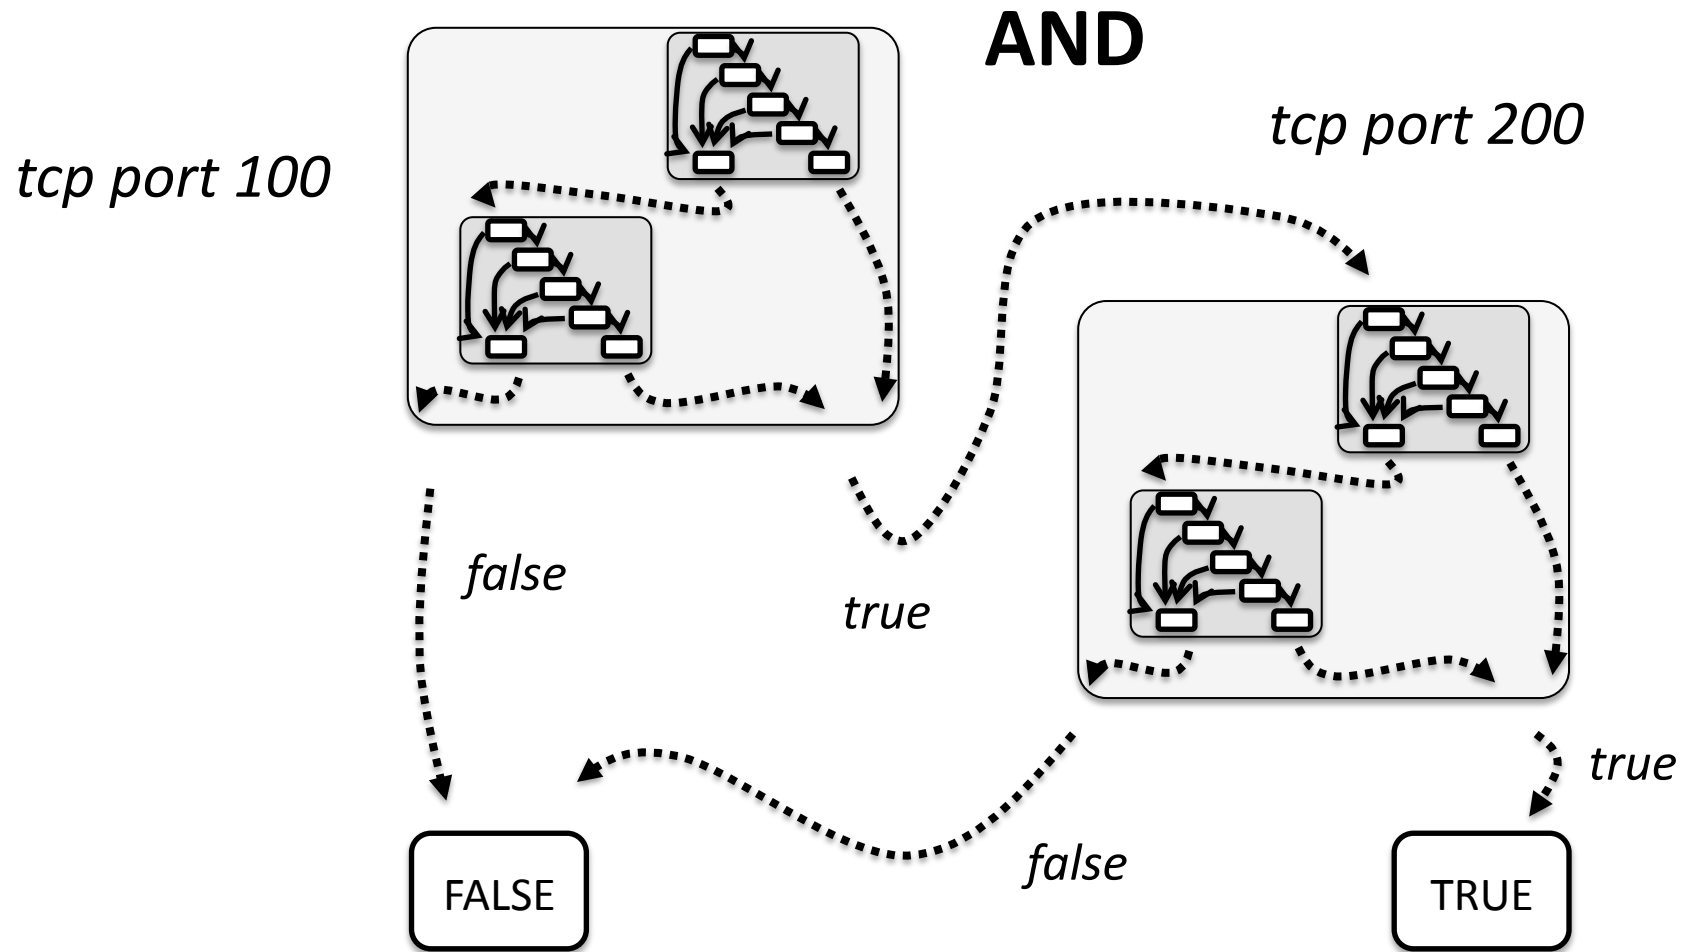 AND
tcp port 100
tcp port 200
false
true
true
false
FALSE
TRUE